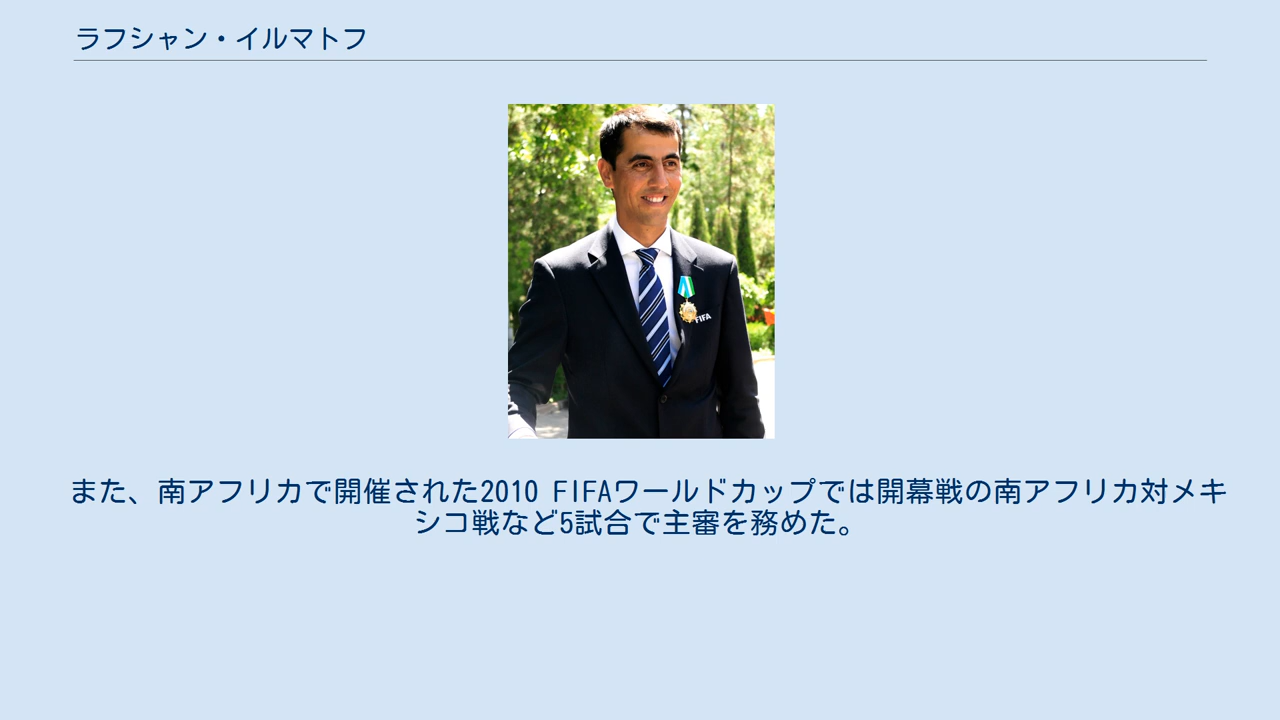 ラフシャン・イルマトフ
FIFA
また、南アフリカで開催された2010 FIFAワールドカップでは開幕戦の南アフリカ対メキ
シコ戦など5試合で主審を務めた。